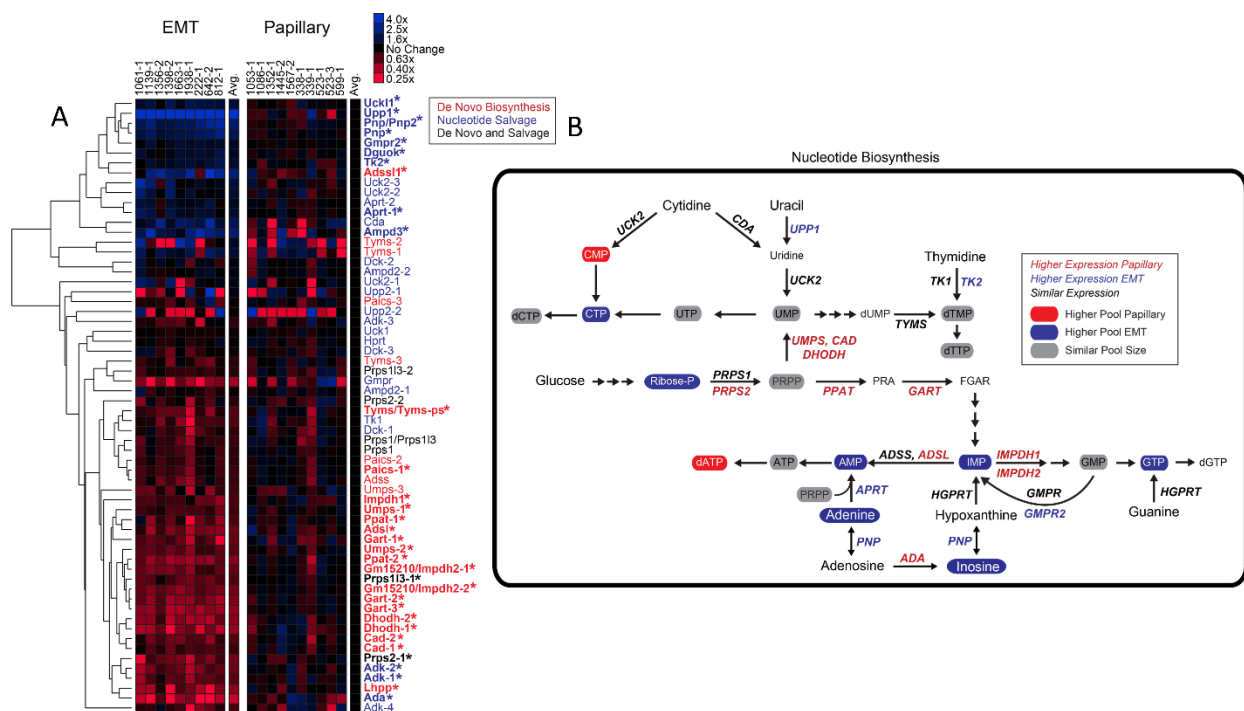 EMT
Papillary
4.0x
2.5x
1.6x
No Change
0.63x
0.40x
0.25x
1061-1
1139-1
1356-2
1398-2
1663-1
1938-1
222-1
642-2
812-1
Avg.
1053-1
1086-1
1352-1
1445-2
1567-2
338-1
339-1
523-1
523-3
599-1
Avg.
A
Uckl1*
Upp1*
Pnp/Pnp2*
Pnp*
Gmpr2*
Dguok*
Tk2*
Adssl1*
Uck2-3
Uck2-2
Aprt-2
Aprt-1*
Cda
Ampd3*
Tyms-2
Tyms-1
Dck-2
Ampd2-2
Uck2-1
Upp2-1
Paics-3
Upp2-2
Adk-3
Uck1
Hprt
Dck-3
Tyms-3
Prps1l3-2
Gmpr
Ampd2-1
Prps2-2
Tyms/Tyms-ps*
Tk1
Dck-1
Prps1/Prps1l3
Prps1
Paics-2
Paics-1*
Adss
Umps-3
Impdh1*
Umps-1*
Ppat-1*
Adsl*
Gart-1*
Umps-2*
Ppat-2*
Gm15210/Impdh2-1*
Prps1l3-1*
Gm15210/Impdh2-2*
Gart-2*
Gart-3*
Dhodh-2*
Dhodh-1*
Cad-2*
Cad-1*
Prps2-1*
Adk-2*
Adk-1*
Lhpp*
Ada*
Adk-4
De Novo Biosynthesis
Nucleotide Salvage
De Novo and Salvage
B
Nucleotide Biosynthesis
Cytidine
Uracil
UCK2
CDA
UPP1
CMP
Uridine
Thymidine
UCK2
TK1
TK2
dCTP
CTP
UTP
UMP
dUMP
TYMS
dTMP
dTTP
UMPS, CAD
DHODH
Glucose
Ribose-P
PRPS1
PRPS2
PRPP
PPAT
PRA
GART
FGAR
dATP
ATP
AMP
ADSS, ADSL
IMP
IMPDH1
IMPDH2
GMP
GTP
dGTP
PRPP
APRT
HGPRT
GMPR
GMPR2
HGPRT
Adenine
Hypoxanthine
Guanine
PNP
PNP
Adenosine
ADA
Inosine
Higher Expression Papillary
Higher Expression EMT
Similar Expression
Higher Pool Papillary
Higher Pool EMT
Similar Pool Size